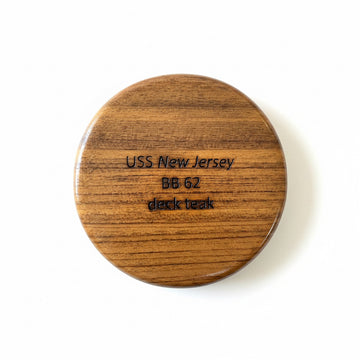 USS New Jersey
BB 62
deck teak